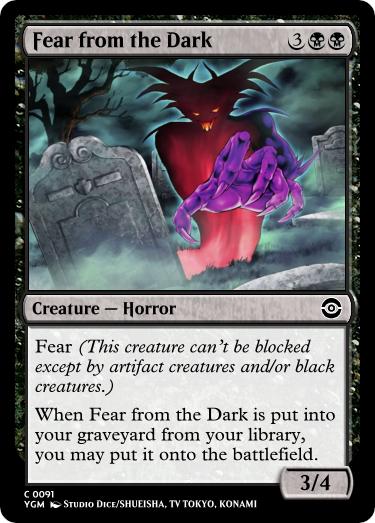 Fear from the Dark 3
Creature — Horror
Fear (This creature can't be blocked
except by artifact creatures and/or black
creatures.)
When Fear from the Dark is put into
your graveyard from your library,
you may put it onto the battlefield.
3/4
C 0091
YGM Studio Dice/SHUEISHA, TV TOKYO, KONAMI